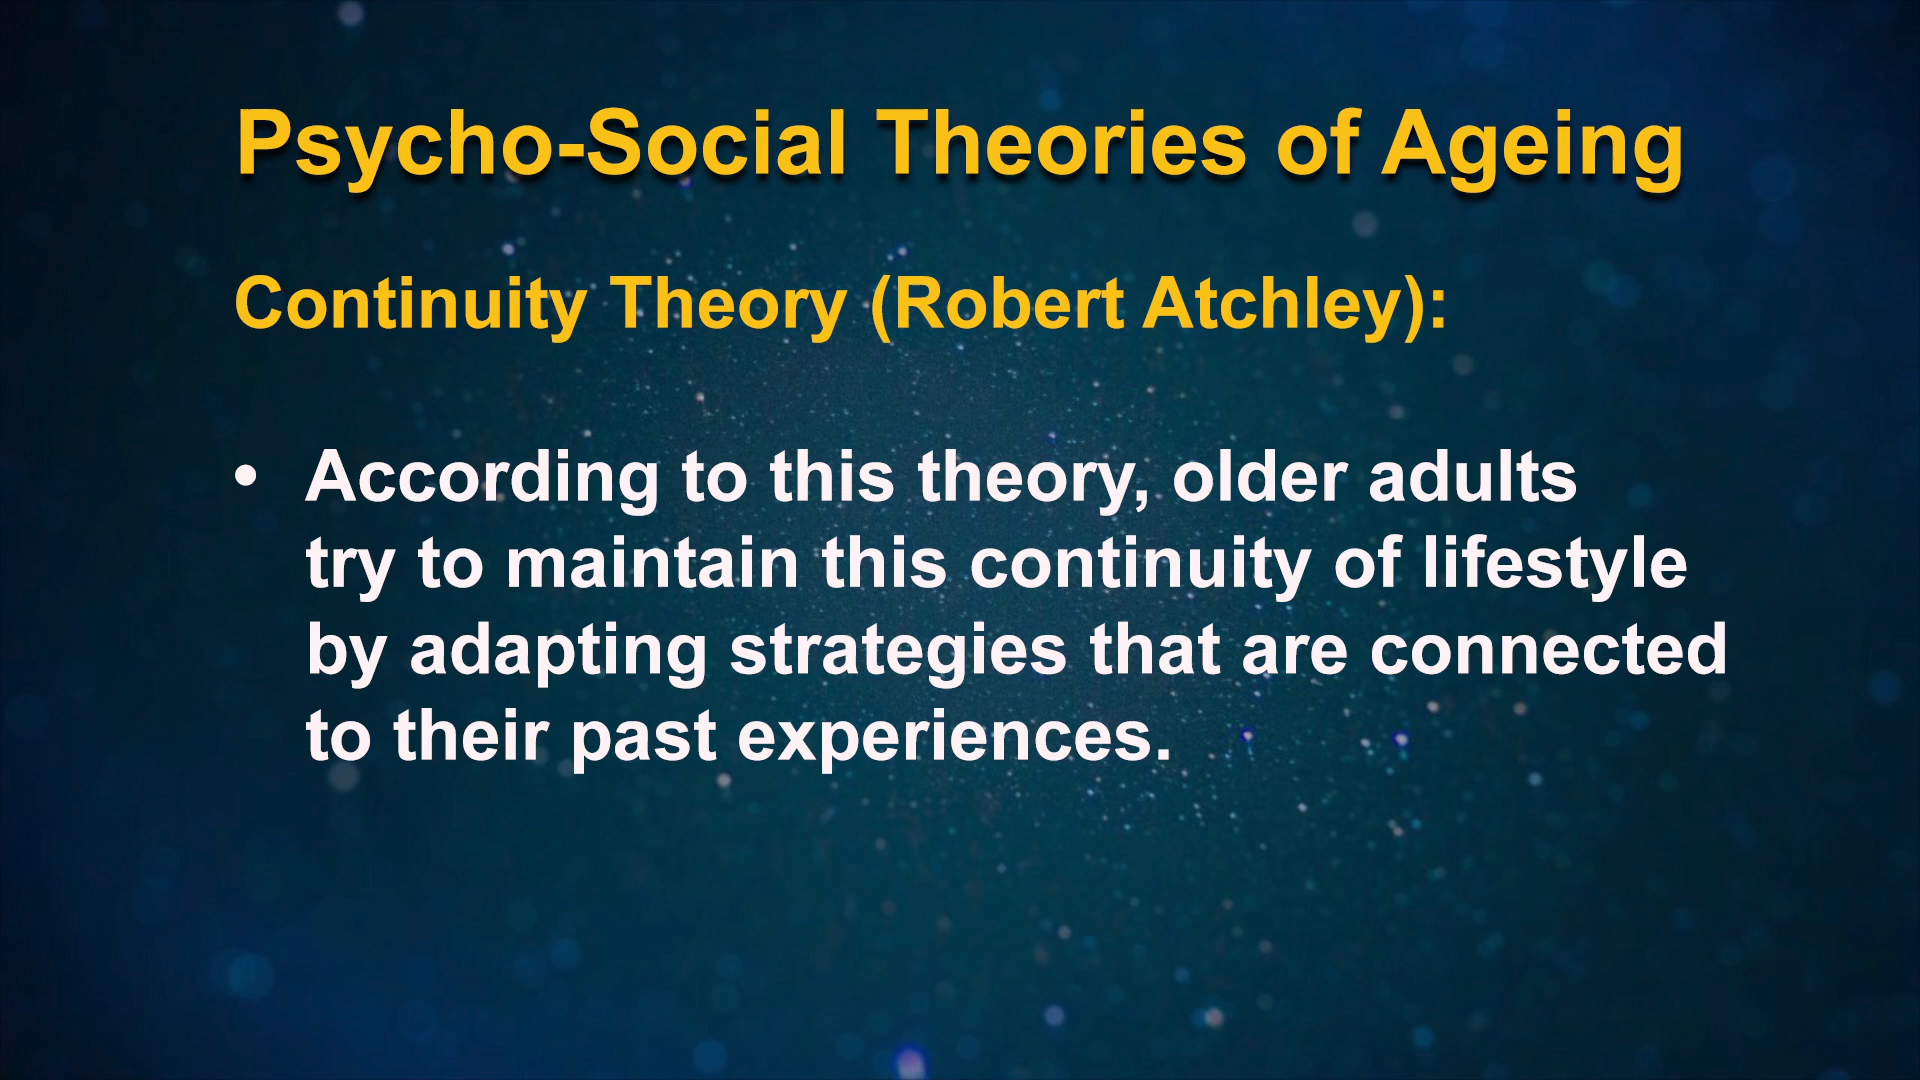 Psycho-Social Theories of Ageing
Continuity Theory (Robert Atchley):
• According to this theory, older adults
try to maintain this continuity of lifestyle
by adapting strategies that are connected
to their past experiences.